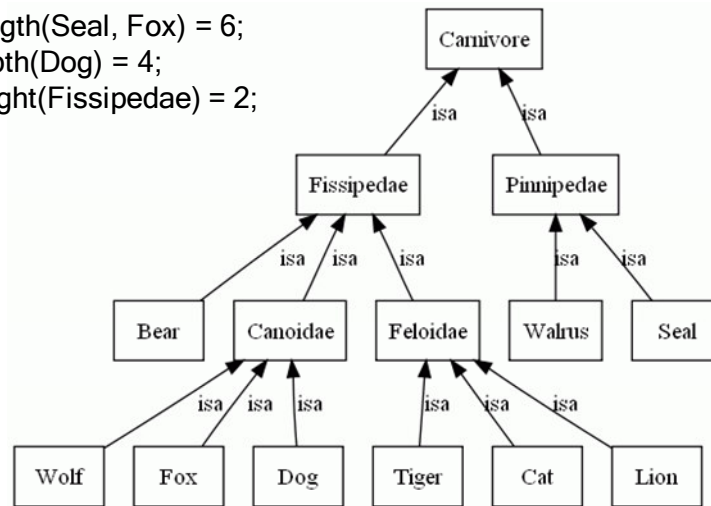 gth(Seal, Fox) = 6;
oth(Dog) = 4;
ght(Fissipedae) = 2;
Carnivore
isa isa
Fissipedae Pinnipedae
isa isa isa isa isa
Bear Canoidae Feloidae Walrus Seal
isa isa isa isa isa isa
Wolf Fox Dog Tiger Cat Lion